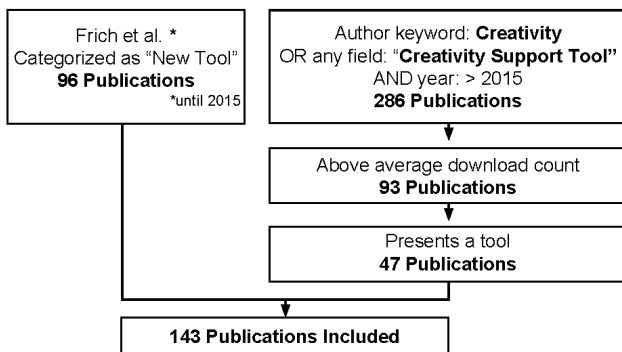 Frich et al. *
Categorized as “New Tool”
96 Publications
*until 2015
Author keyword: Creativity
OR any field: “Creativity Support Tool”
AND year: > 2015
286 Publications
Above average download count
93 Publications
Presents a tool
47 Publications
143 Publications Included